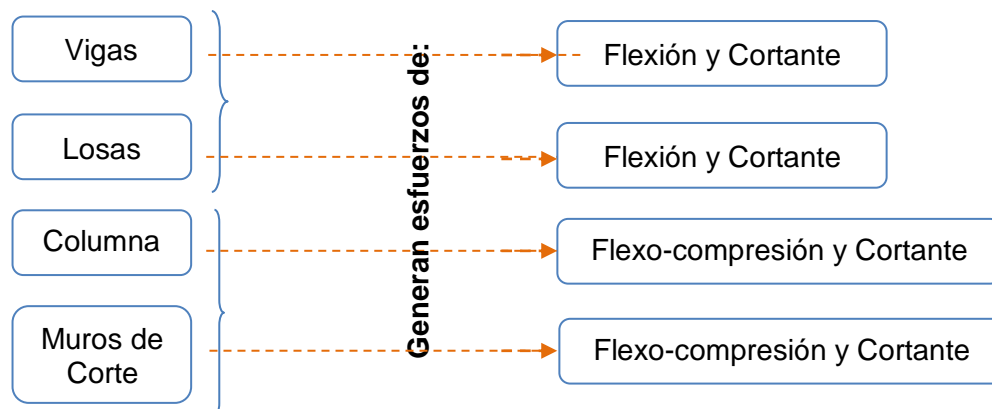 Vigas
Flexión y Cortante
Losas
Flexión y Cortante
Generan esfuerzos de:
Columna
Flexo-compresión y Cortante
Muros de
Corte
Flexo-compresión y Cortante